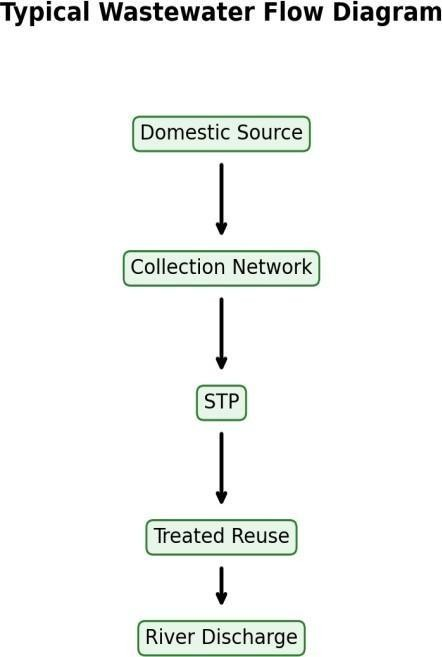 Typical Wastewater Flow Diagram
Domestic Source
Collection Network
STP
Treated Reuse
River Discharge